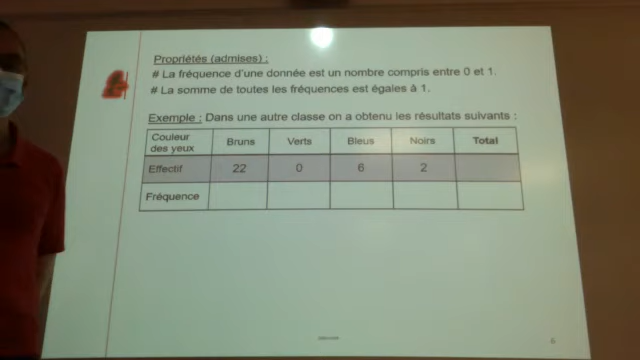 Propriétés (admises) :
# La fréquence d'une donnée est un nombre compris entre 0 et 1.
# La somme de toutes les fréquences est égales à 1.
Exemple : Dans une autre classe on a obtenu les résultats suivants :
Couleur des yeux Bruns Verts Bleus Noirs Total
Effectif 22 0 6 2
Fréquence
6